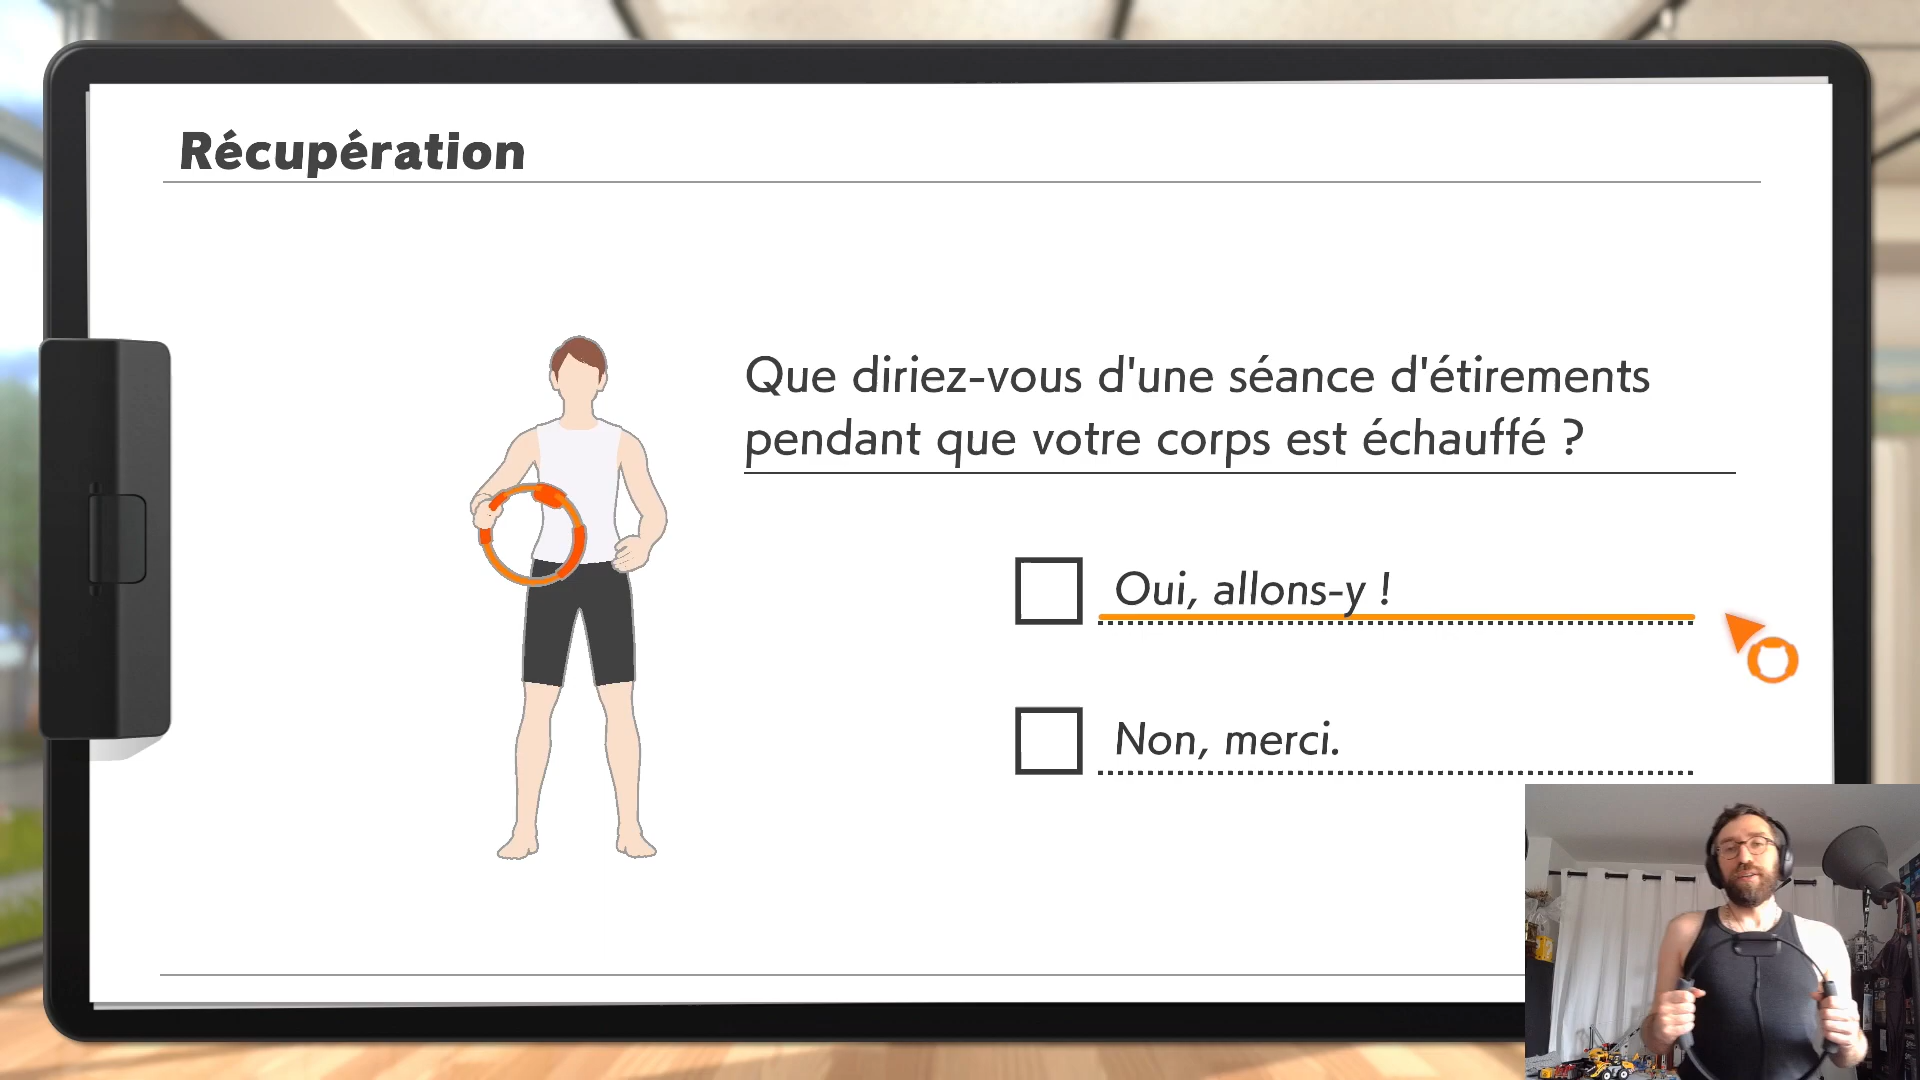 Récupération
Que diriez-vous d'une séance d'étirements
pendant que votre corps est échauffé ?
Oui, allons-y !
Non, merci.